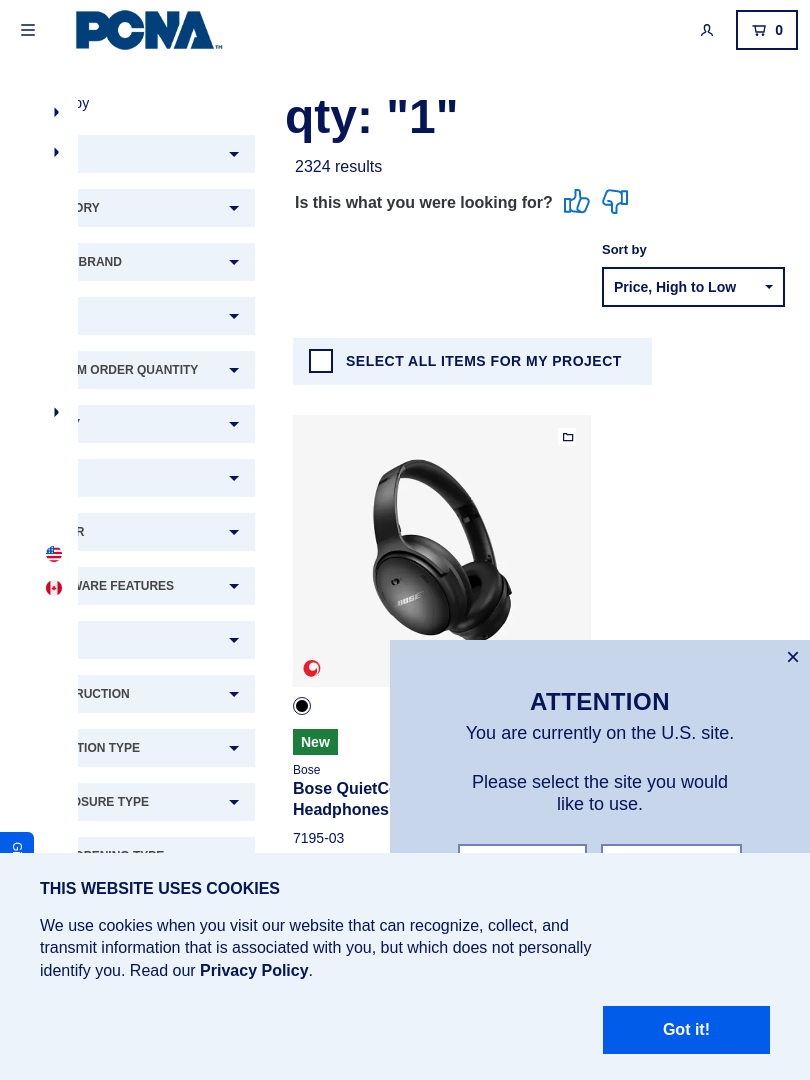 PCNA™
0
by
qty: "1"
2324 results
Is this what you were looking for?
Sort by
Price, High to Low
SELECT ALL ITEMS FOR MY PROJECT
ORY
BRAND
M ORDER QUANTITY
R
WARE FEATURES
RUCTION
TION TYPE
OSURE TYPE
BOSE
New
Bose
Bose QuietC
Headphones
7195-03
×
ATTENTION
You are currently on the U.S. site.
Please select the site you would
like to use.
THIS WEBSITE USES COOKIES
We use cookies when you visit our website that can recognize, collect, and
transmit information that is associated with you, but which does not personally
identify you. Read our Privacy Policy.
Got it!